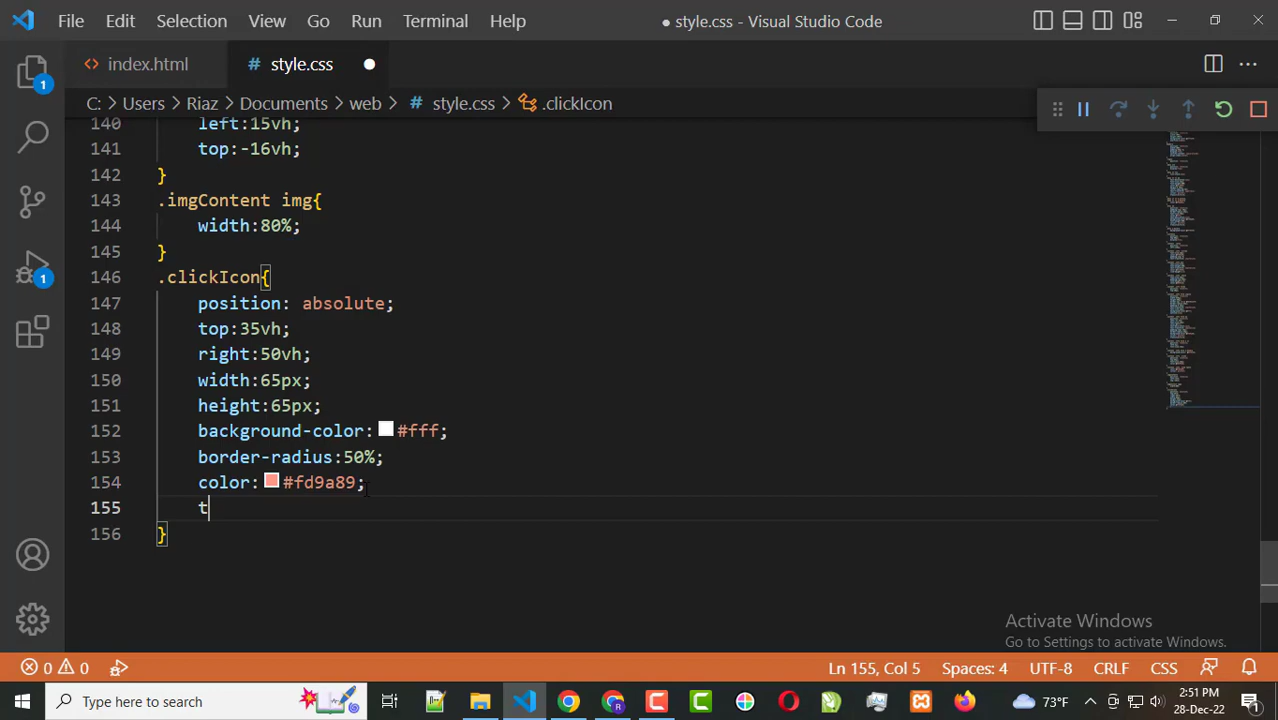 File Edit Selection View Go Run Terminal Help ● style.css - Visual Studio Code
index.html # style.css
C: > Users > Riaz > Documents > web > # style.css > .clickIcon
140 left:15vh;
141 top:-16vh;
142 }
143 .imgContent img{
144 width:80%;
145 }
146 .clickIcon{
147 position: absolute;
148 top:35vh;
149 right:50vh;
150 width:65px;
151 height:65px;
152 background-color:#fff;
153 border-radius:50%;
154 color:#fd9a89;
155 t
156 }
1
1
Activate Windows
Go to Settings to activate Windows.
0 0 Ln 155, Col 5 Spaces: 4 UTF-8 CRLF CSS
Type here to search 73°F 2:51 PM
28-Dec-22 1